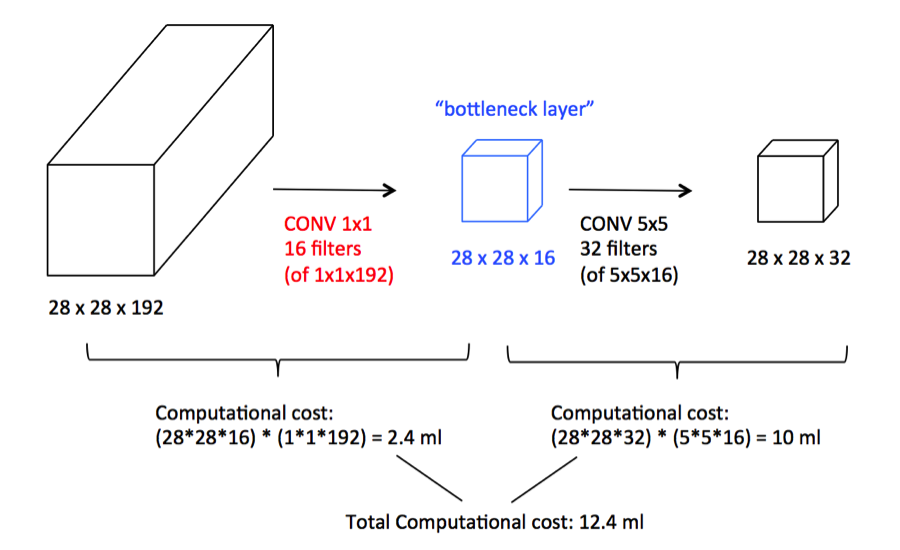 “bottleneck layer”
CONV 1x1
16 filters
(of 1x1x192)
CONV 5x5
32 filters
(of 5x5x16)
28 x 28 x 192
28 x 28 x 16
28 x 28 x 32
Computational cost:
(28*28*16) * (1*1*192) = 2.4 ml
Computational cost:
(28*28*32) * (5*5*16) = 10 ml
Total Computational cost: 12.4 ml